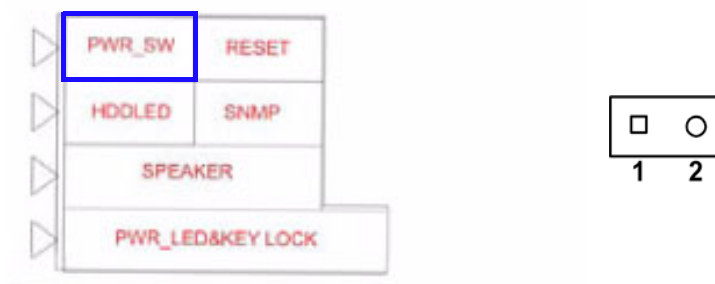 PWR_SW RESET
HDDLED SNMP
SPEAKER
PWR_LED&KEY LOCK
1 2